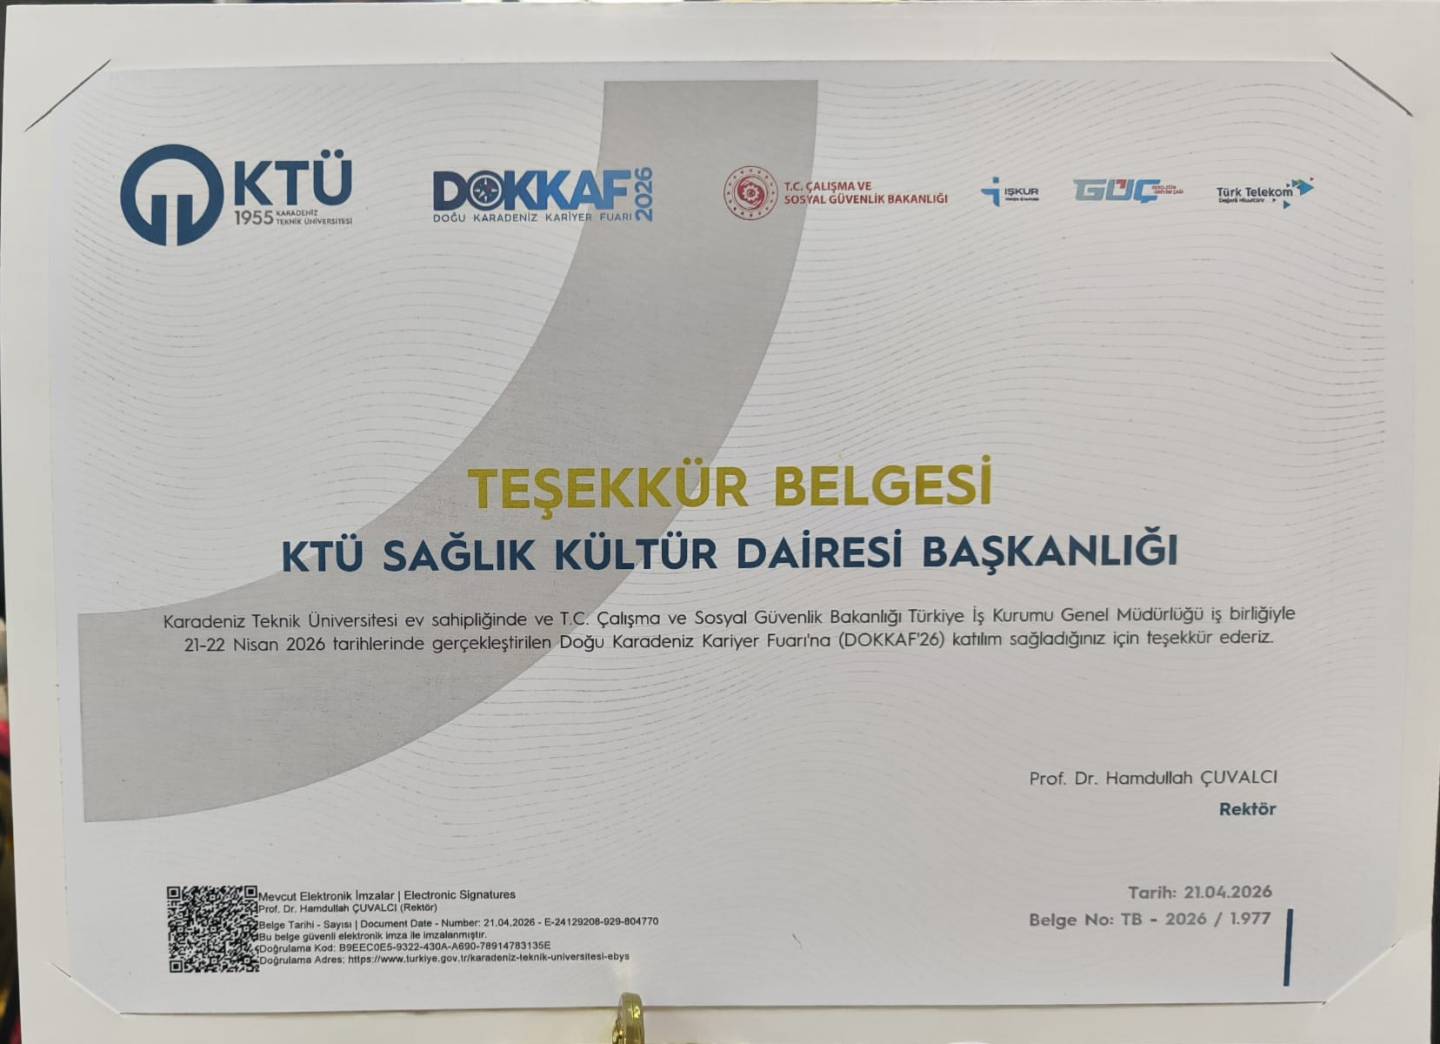 KTÜ
1955 KARADENİZ TEKNİK ÜNİVERSİTESİ
DOKKAF 2026
DOĞU KARADENİZ KARİYER FUARI
T.C. ÇALIŞMA VE
SOSYAL GÜVENLİK BAKANLIĞI
İŞKUR
GÜÇ
Türk Telekom
TEŞEKKÜR BELGESİ
KTÜ SAĞLIK KÜLTÜR DAİRESİ BAŞKANLIĞI
Karadeniz Teknik Üniversitesi ev sahipliğinde ve T.C. Çalışma ve Sosyal Güvenlik Bakanlığı Türkiye İş Kurumu Genel Müdürlüğü iş birliğiyle
21-22 Nisan 2026 tarihlerinde gerçekleştirilen Doğu Karadeniz Kariyer Fuarı'na (DOKKAF'26) katılım sağladığınız için teşekkür ederiz.
Prof. Dr. Hamdullah ÇUVALCI
Rektör
Mevcut Elektronik İmzalar | Electronic Signatures
Prof. Dr. Hamdullah ÇUVALCI (Rektör)
Belge Tarihi - Sayısı | Document Date - Number: 21.04.2026 - E-24129208-929-804770
Bu belge güvenli elektronik imza ile imzalanmıştır.
Doğrulama Kod: B9EEC0E5-9322-430A-A690-78914783135E
Doğrulama Adres: https://www.turkiye.gov.tr/karadeniz-teknik-universitesi-ebys
Tarih: 21.04.2026
Belge No: TB - 2026 / 1.977